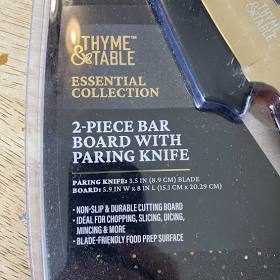 THYME™
& TABLE
ESSENTIAL
COLLECTION
2-PIECE BAR
BOARD WITH
PARING KNIFE
PARING KNIFE: 3.5 IN (8.9 CM) BLADE
BOARD: 5.9 IN W x 8 IN L (15.1 CM x 20.29 CM)
• NON-SLIP & DURABLE CUTTING BOARD
• IDEAL FOR CHOPPING, SLICING, DICING,
MINCING & MORE
• BLADE-FRIENDLY FOOD PREP SURFACE
THYME
& TABLE